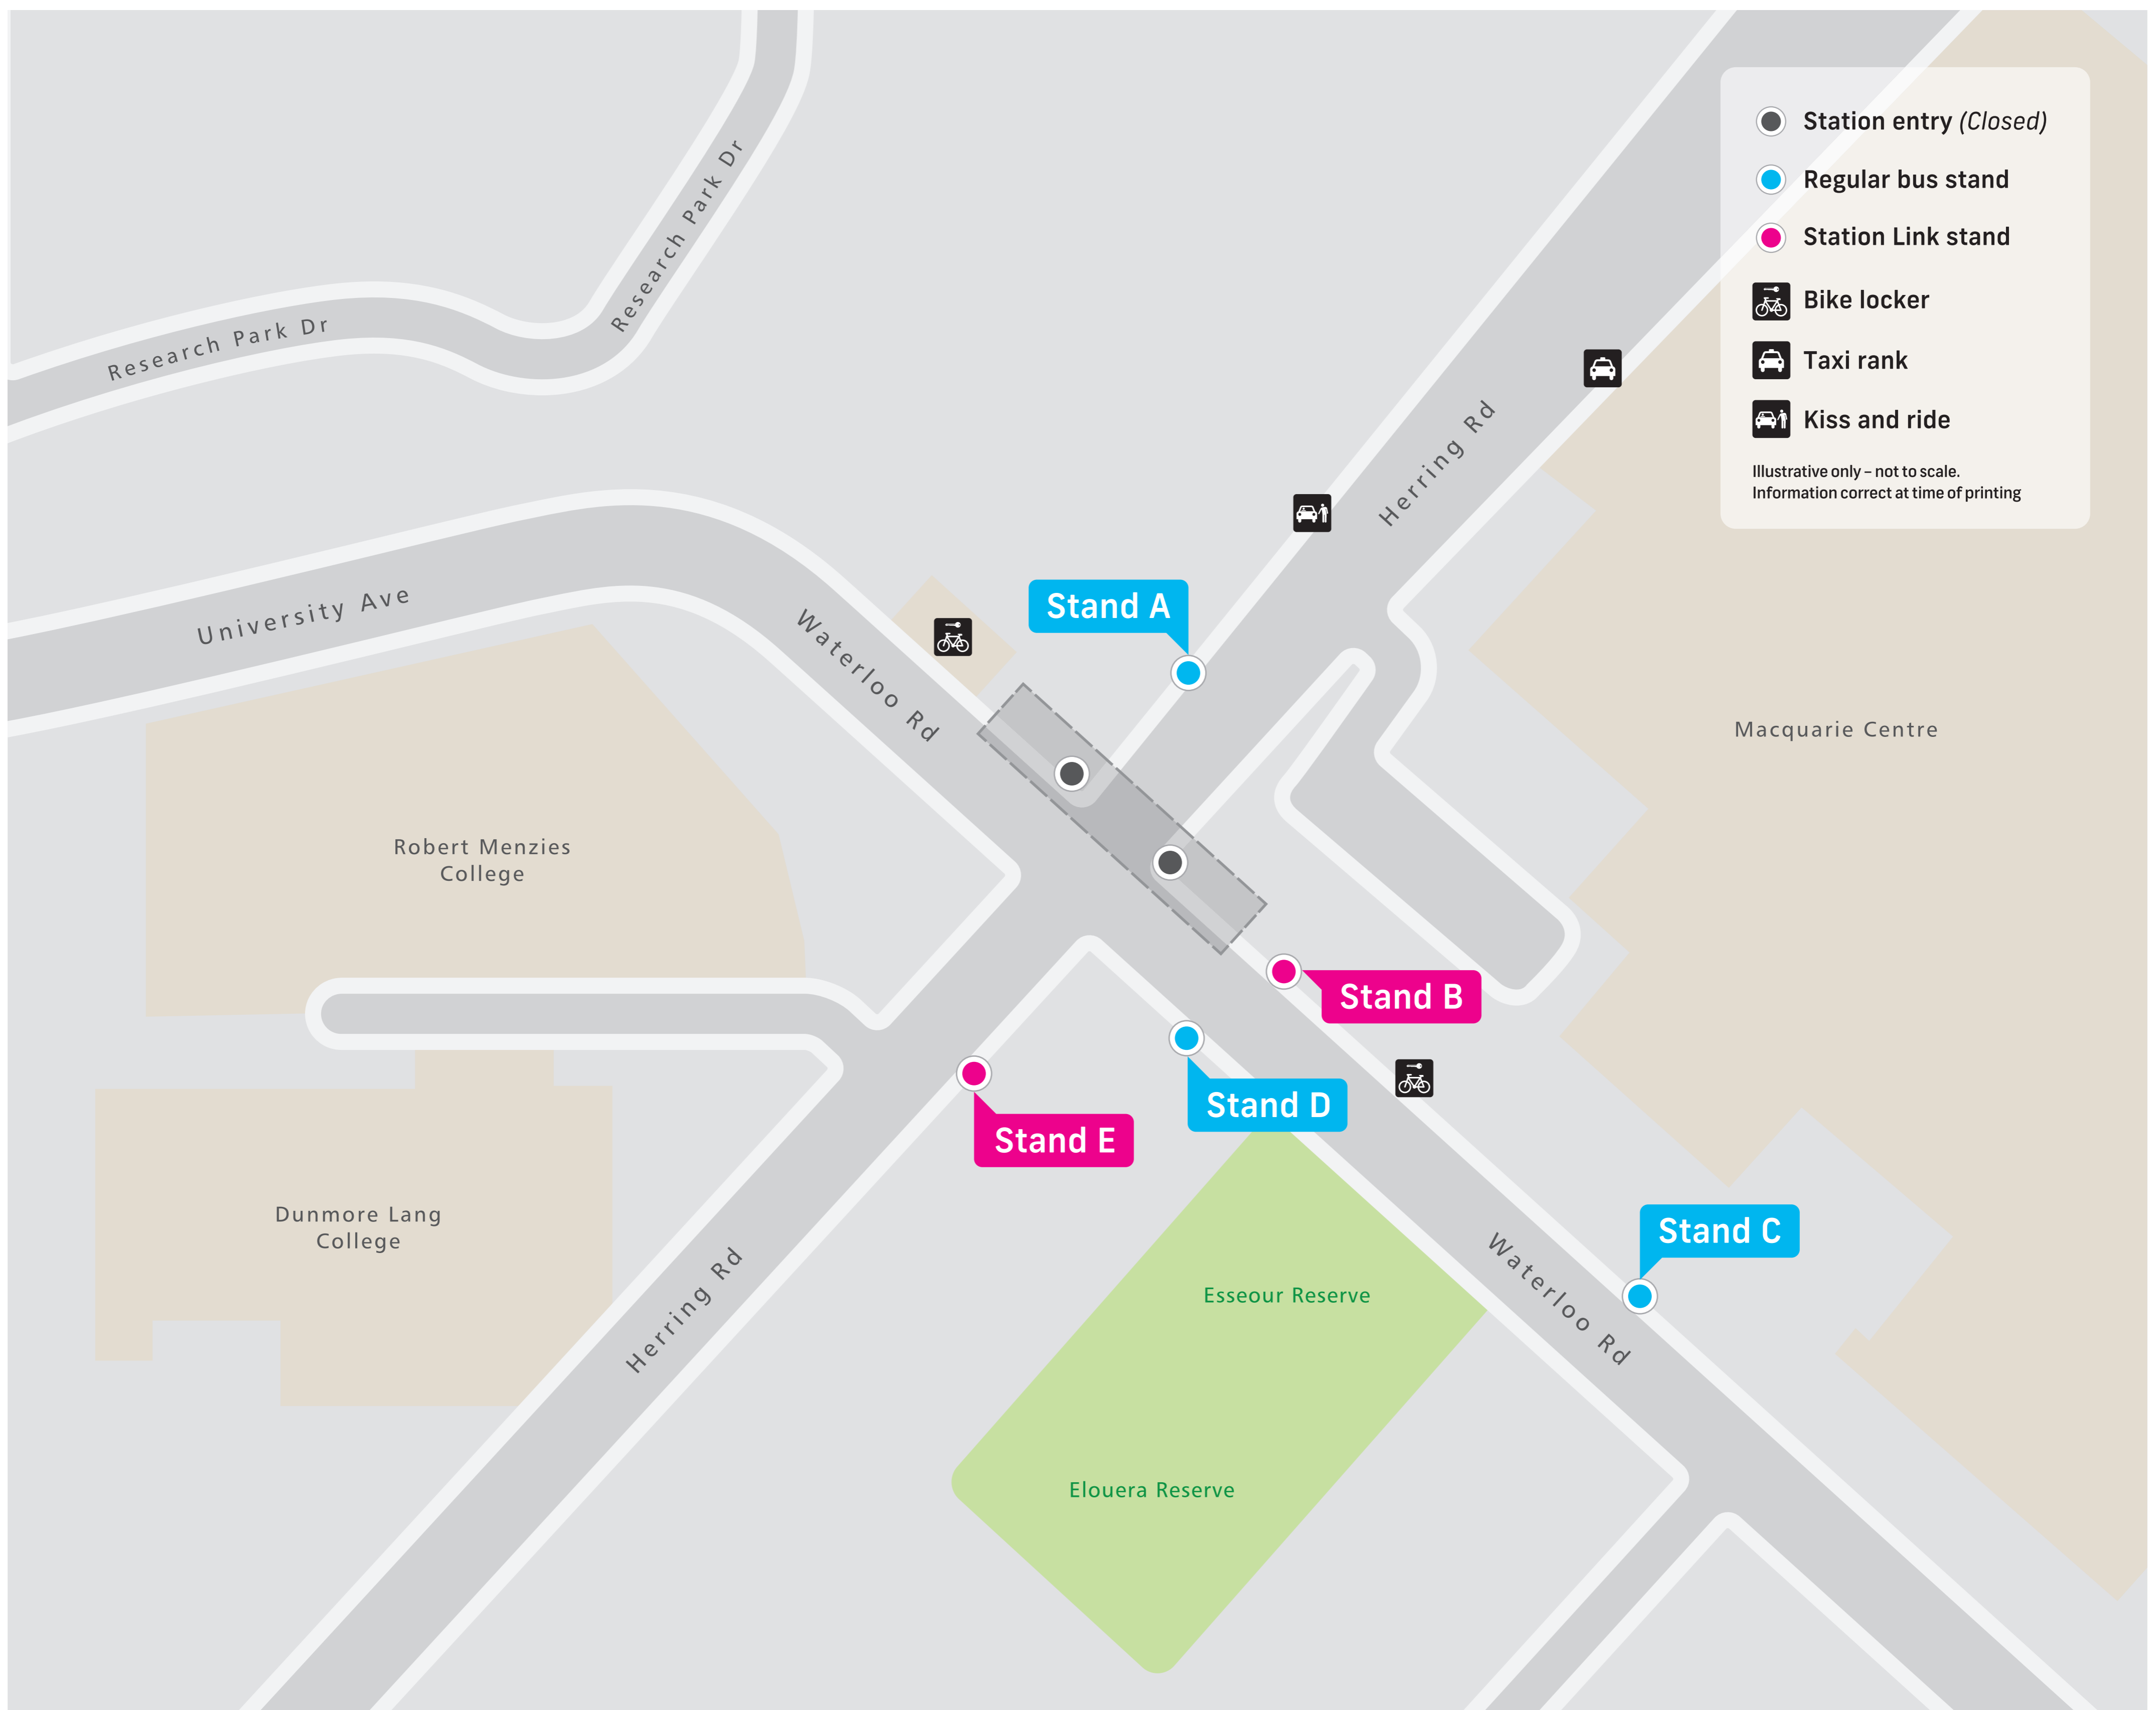 Station entry (Closed)
Regular bus stand
Station Link stand
Bike locker
Taxi rank
Kiss and ride
Illustrative only – not to scale.
Information correct at time of printing
Research Park Dr
Research Park Dr
Herring Rd
University Ave
Waterloo Rd
Stand A
Macquarie Centre
Robert Menzies
College
Stand B
Stand D
Stand E
Dunmore Lang
College
Stand C
Herring Rd
Waterloo Rd
Esseour Reserve
Elouera Reserve